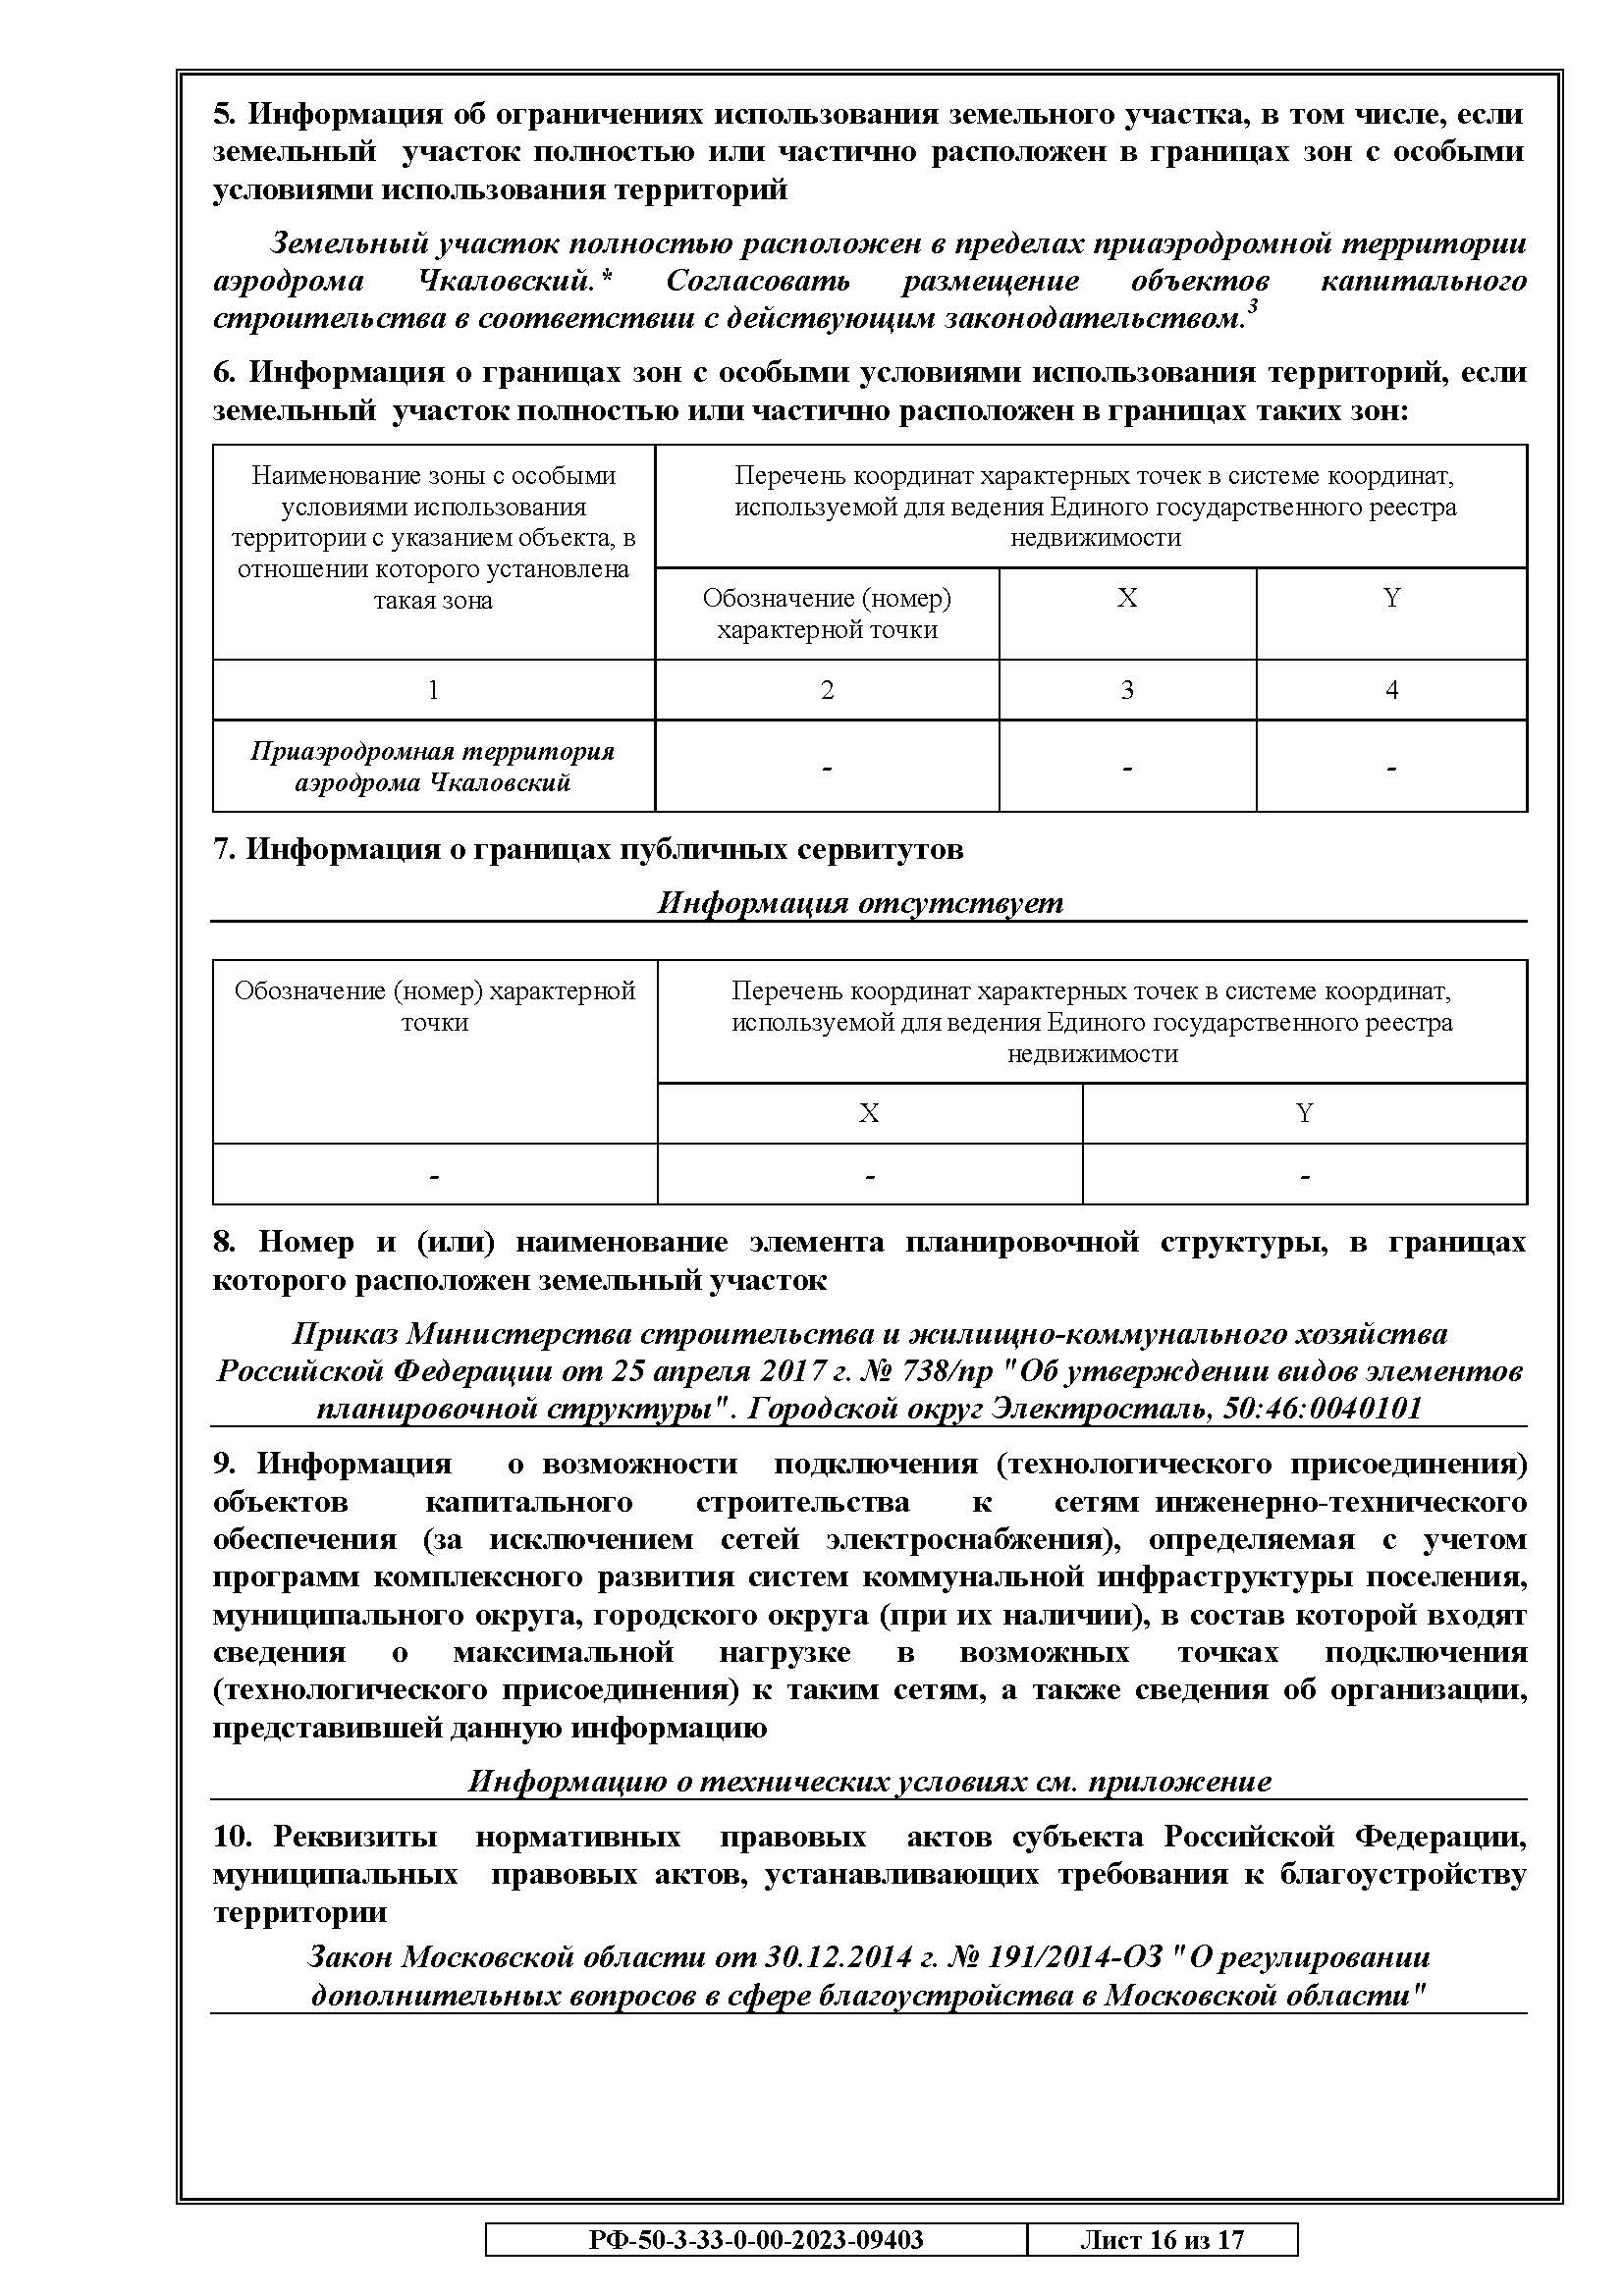 5. Информация об ограничениях использования земельного участка, в том числе, если
земельный участок полностью или частично расположен в границах зон с особыми
условиями использования территорий
Земельный участок полностью расположен в пределах приаэродромной территории
аэродрома Чкаловский.* Согласовать размещение объектов капитального
строительства в соответствии с действующим законодательством.3
6. Информация о границах зон с особыми условиями использования территорий, если
земельный участок полностью или частично расположен в границах таких зон:
Наименование зоны с особыми
условиями использования
территории с указанием объекта, в
отношении которого установлена
такая зона
Перечень координат характерных точек в системе координат,
используемой для ведения Единого государственного реестра
недвижимости
Обозначение (номер)
характерной точки
X
Y
1
2
3
4
Приаэродромная территория
аэродрома Чкаловский
-
-
-
7. Информация о границах публичных сервитутов
Информация отсутствует
Обозначение (номер) характерной
точки
Перечень координат характерных точек в системе координат,
используемой для ведения Единого государственного реестра
недвижимости
X
Y
-
-
-
8. Номер и (или) наименование элемента планировочной структуры, в границах
которого расположен земельный участок
Приказ Министерства строительства и жилищно-коммунального хозяйства
Российской Федерации от 25 апреля 2017 г. № 738/пр "Об утверждении видов элементов
планировочной структуры". Городской округ Электросталь, 50:46:0040101
9. Информация о возможности подключения (технологического присоединения)
объектов капитального строительства к сетям инженерно-технического
обеспечения (за исключением сетей электроснабжения), определяемая с учетом
программ комплексного развития систем коммунальной инфраструктуры поселения,
муниципального округа, городского округа (при их наличии), в состав которой входят
сведения о максимальной нагрузке в возможных точках подключения
(технологического присоединения) к таким сетям, а также сведения об организации,
представившей данную информацию
Информацию о технических условиях см. приложение
10. Реквизиты нормативных правовых актов субъекта Российской Федерации,
муниципальных правовых актов, устанавливающих требования к благоустройству
территории
Закон Московской области от 30.12.2014 г. № 191/2014-ОЗ "О регулировании
дополнительных вопросов в сфере благоустройства в Московской области"
РФ-50-3-33-0-00-2023-09403
Лист 16 из 17